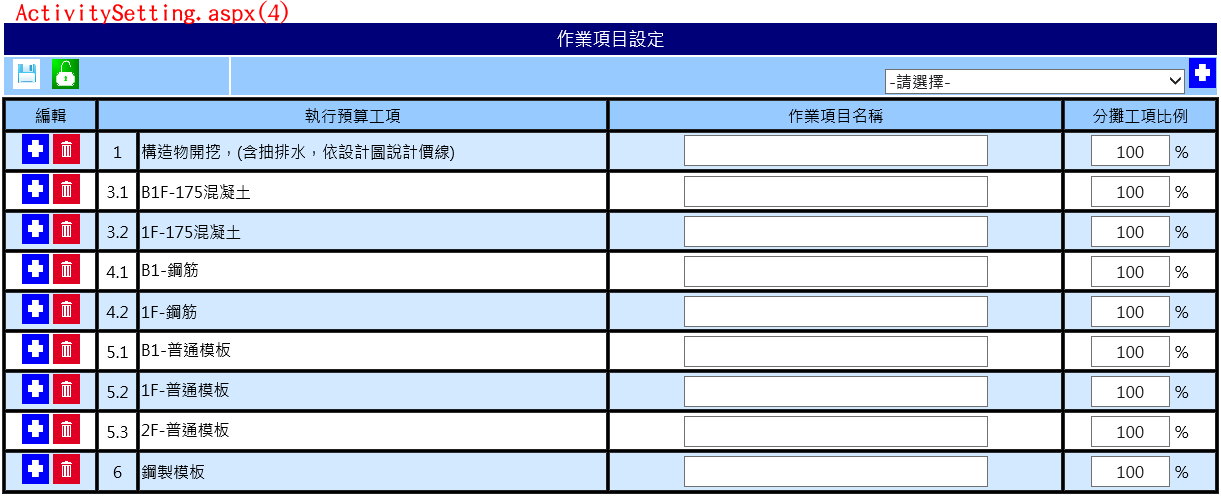 ActivitySetting.aspx(4)
作業項目設定
-請選擇-
編輯 執行預算工項 作業項目名稱 分攤工項比例
1 構造物開挖，(含抽排水，依設計圖說計價線) 100 %
3.1 B1F-175混凝土 100 %
3.2 1F-175混凝土 100 %
4.1 B1-鋼筋 100 %
4.2 1F-鋼筋 100 %
5.1 B1-普通模板 100 %
5.2 1F-普通模板 100 %
5.3 2F-普通模板 100 %
6 鋼製模板 100 %